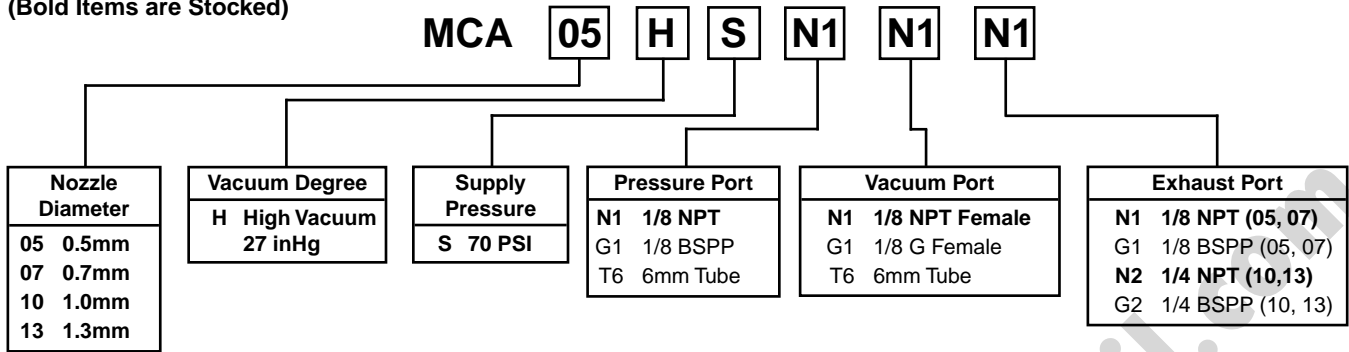 (Bold Items are Stocked)
MCA 05 H S N1 N1 N1
Nozzle
Diameter
05 0.5mm
07 0.7mm
10 1.0mm
13 1.3mm
Vacuum Degree
H High Vacuum
27 inHg
Supply
Pressure
S 70 PSI
Pressure Port
N1 1/8 NPT
G1 1/8 BSPP
T6 6mm Tube
Vacuum Port
N1 1/8 NPT Female
G1 1/8 G Female
T6 6mm Tube
Exhaust Port
N1 1/8 NPT (05, 07)
G1 1/8 BSPP (05, 07)
N2 1/4 NPT (10,13)
G2 1/4 BSPP (10, 13)